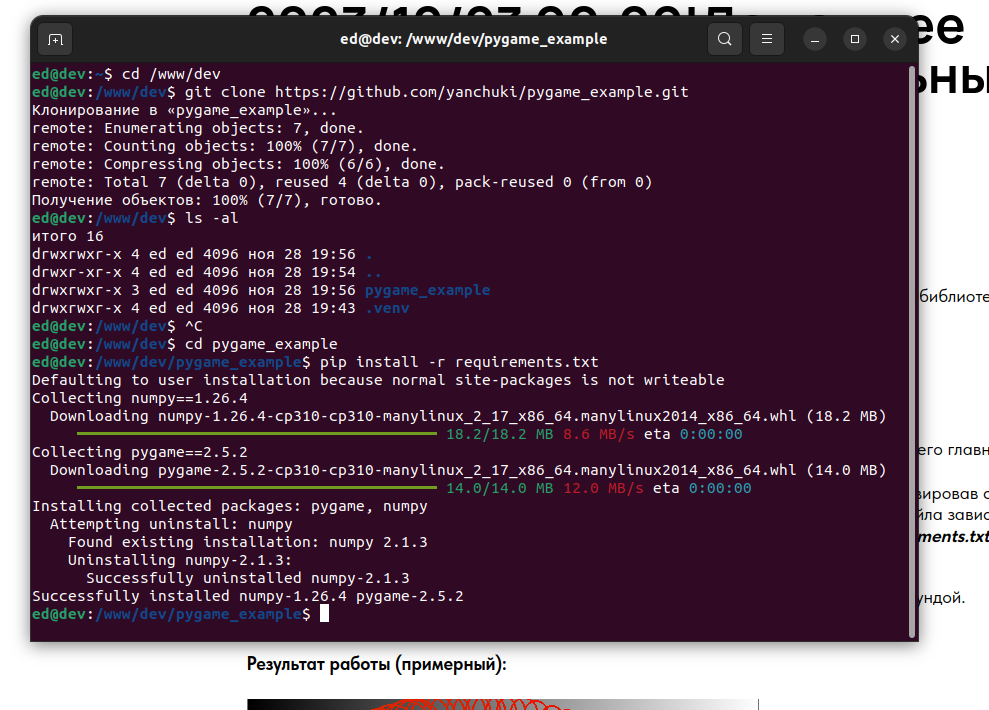 ed@dev: /www/dev/pygame_example
ee
ьны
ed@dev:~$ cd /www/dev
ed@dev:/www/dev$ git clone https://github.com/yanchuki/pygame_example.git
Клонирование в «pygame_example»...
remote: Enumerating objects: 7, done.
remote: Counting objects: 100% (7/7), done.
remote: Compressing objects: 100% (6/6), done.
remote: Total 7 (delta 0), reused 4 (delta 0), pack-reused 0 (from 0)
Получение объектов: 100% (7/7), готово.
ed@dev:/www/dev$ ls -al
итого 16
drwxrwxr-x 4 ed ed 4096 ноя 28 19:56 .
drwxr-xr-x 4 ed ed 4096 ноя 28 19:54 ..
drwxrwxr-x 3 ed ed 4096 ноя 28 19:56 pygame_example
drwxrwxr-x 4 ed ed 4096 ноя 28 19:43 .venv
ed@dev:/www/dev$ ^C
ed@dev:/www/dev$ cd pygame_example
ed@dev:/www/dev/pygame_example$ pip install -r requirements.txt
Defaulting to user installation because normal site-packages is not writeable
Collecting numpy==1.26.4
Downloading numpy-1.26.4-cp310-cp310-manylinux_2_17_x86_64.manylinux2014_x86_64.whl (18.2 MB)
18.2/18.2 MB 8.6 MB/s eta 0:00:00
Collecting pygame==2.5.2
Downloading pygame-2.5.2-cp310-cp310-manylinux_2_17_x86_64.manylinux2014_x86_64.whl (14.0 MB)
14.0/14.0 MB 12.0 MB/s eta 0:00:00
Installing collected packages: pygame, numpy
Attempting uninstall: numpy
Found existing installation: numpy 2.1.3
Uninstalling numpy-2.1.3:
Successfully uninstalled numpy-2.1.3
Successfully installed numpy-1.26.4 pygame-2.5.2
ed@dev:/www/dev/pygame_example$
библиоте
его главн
зировав с
йла завис
ments.txt
ундой.
Результат работы (примерный):